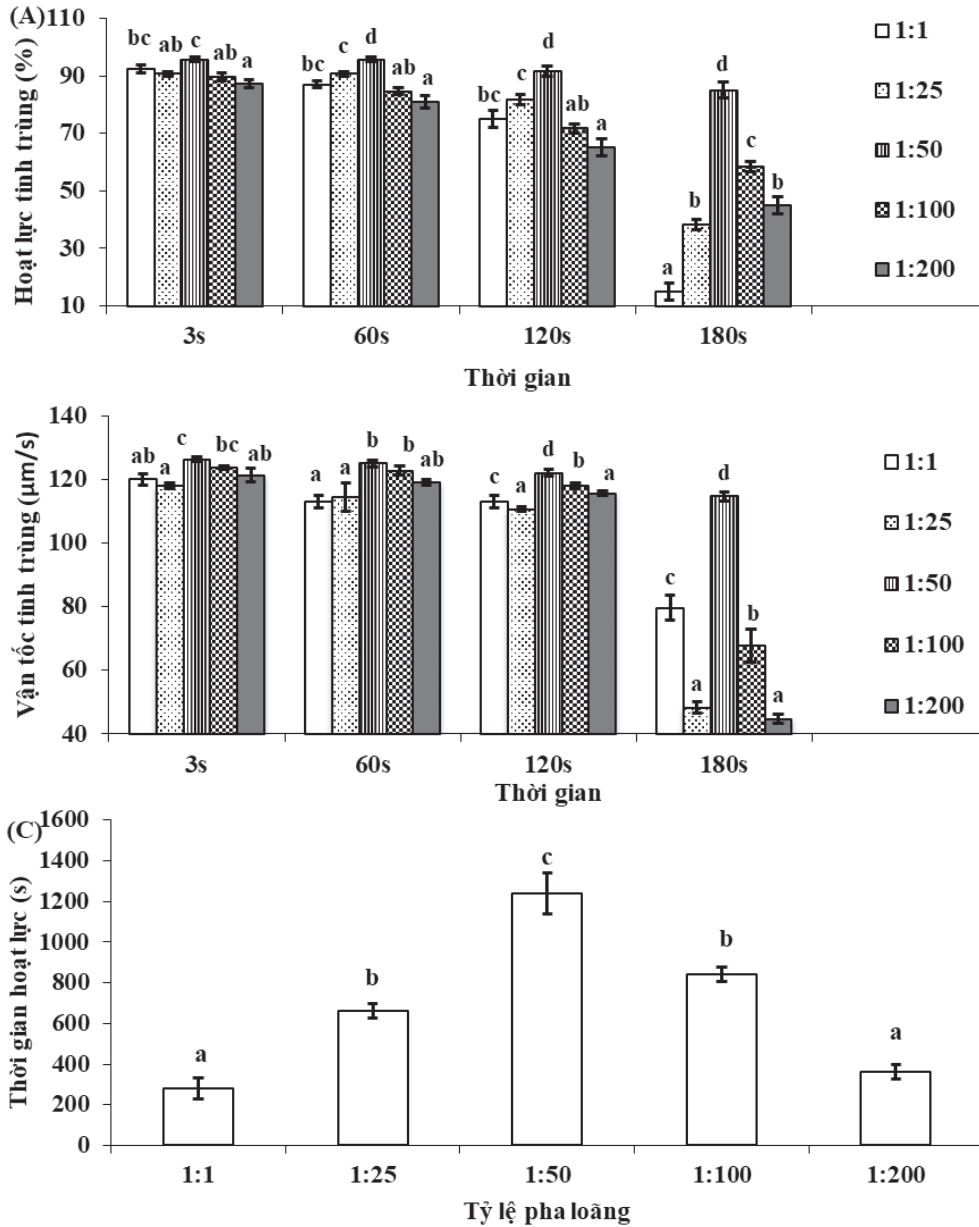 (A)
Hoạt lực tinh trùng (%)
110
90
70
50
30
10
bc ab c ab a
bc c d ab a
bc c d ab a
a b d c b
3s 60s 120s 180s
Thời gian
1:1
1:25
1:50
1:100
1:200
Vận tốc tinh trùng (µm/s)
140
120
100
80
60
40
ab a c bc ab
a a b b ab
c a d b a
c a d b a
3s 60s 120s 180s
Thời gian
1:1
1:25
1:50
1:100
1:200
(C)
Thời gian hoạt lực (s)
1600
1400
1200
1000
800
600
400
200
0
a b c b a
1:1 1:25 1:50 1:100 1:200
Tỷ lệ pha loãng